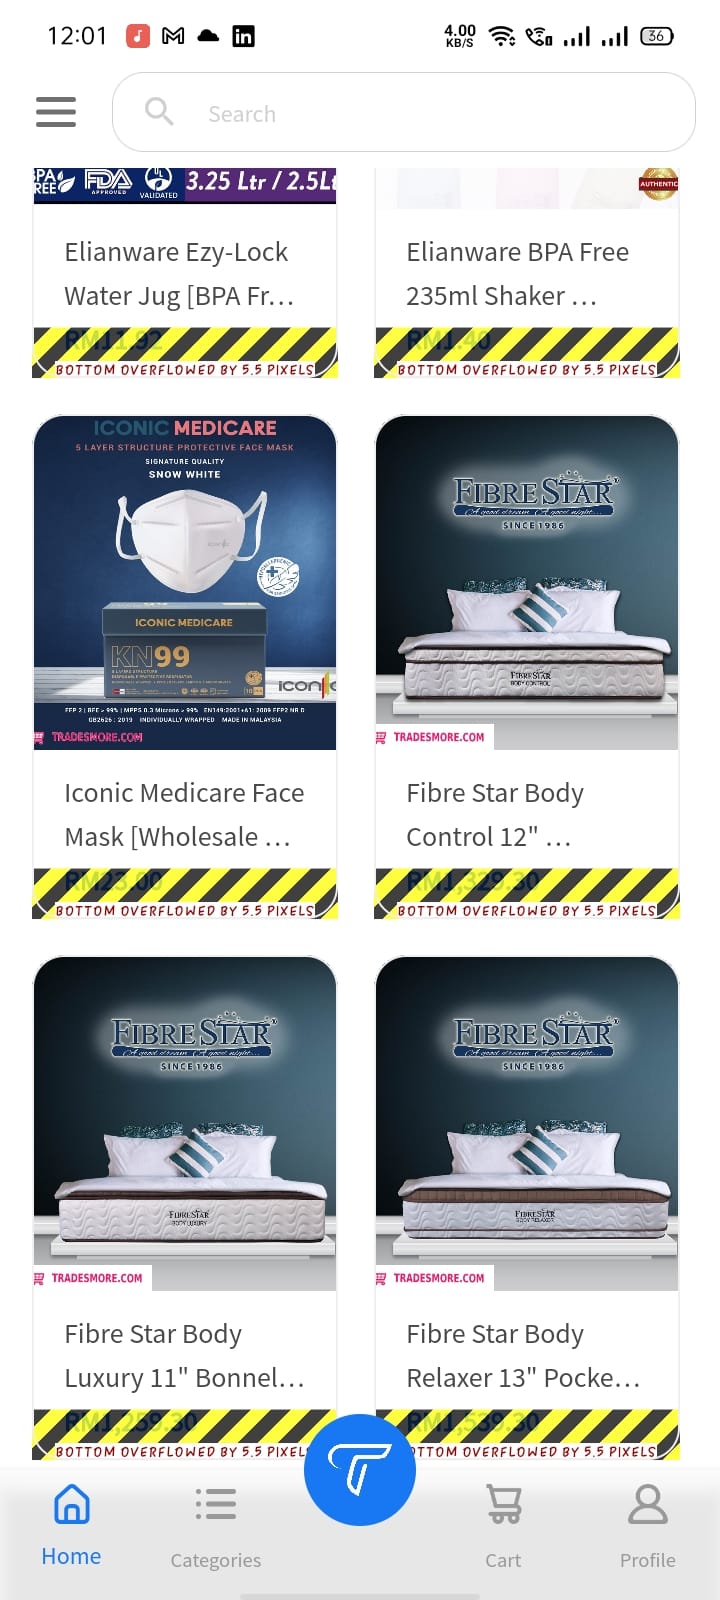 12:01
4.00
KB/S
36
Search
BPA
FREE
FDA
APPROVED
UL
VALIDATED
3.25 Ltr / 2.5Lt
AUTHENTIC
Elianware Ezy-Lock
Water Jug [BPA Fr...
RM11.92
BOTTOM OVERFLOWED BY 5.5 PIXELS
Elianware BPA Free
235ml Shaker ...
RM1.40
BOTTOM OVERFLOWED BY 5.5 PIXELS
ICONIC MEDICARE
5 LAYER STRUCTURE PROTECTIVE FACE MASK
SIGNATURE QUALITY
SNOW WHITE
ICONIC MEDICARE
KN99
5 LAYERS STRUCTURE
iconic
FFP 2 | BFE > 99% | MPPS 0.3 Microns > 99% EN149:2001+A1: 2009 FFP2 NR D
GB2626 : 2019 INDIVIDUALLY WRAPPED MADE IN MALAYSIA
TRADESMORE.COM
Iconic Medicare Face
Mask [Wholesale ...
RM23.00
BOTTOM OVERFLOWED BY 5.5 PIXELS
FIBRE STAR®
A good dream. A good night...
SINCE 1986
FIBRE STAR
BODY CONTROL
TRADESMORE.COM
Fibre Star Body
Control 12" ...
RM1,329.30
BOTTOM OVERFLOWED BY 5.5 PIXELS
FIBRE STAR®
A good dream. A good night...
SINCE 1986
FIBRE STAR
BODY LUXURY
TRADESMORE.COM
Fibre Star Body
Luxury 11" Bonnel...
RM1,259.30
BOTTOM OVERFLOWED BY 5.5 PIXELS
FIBRE STAR®
A good dream. A good night...
SINCE 1986
FIBRE STAR
BODY RELAXER
TRADESMORE.COM
Fibre Star Body
Relaxer 13" Pocke...
RM1,539.30
BOTTOM OVERFLOWED BY 5.5 PIXELS
Home
Categories
Cart
Profile